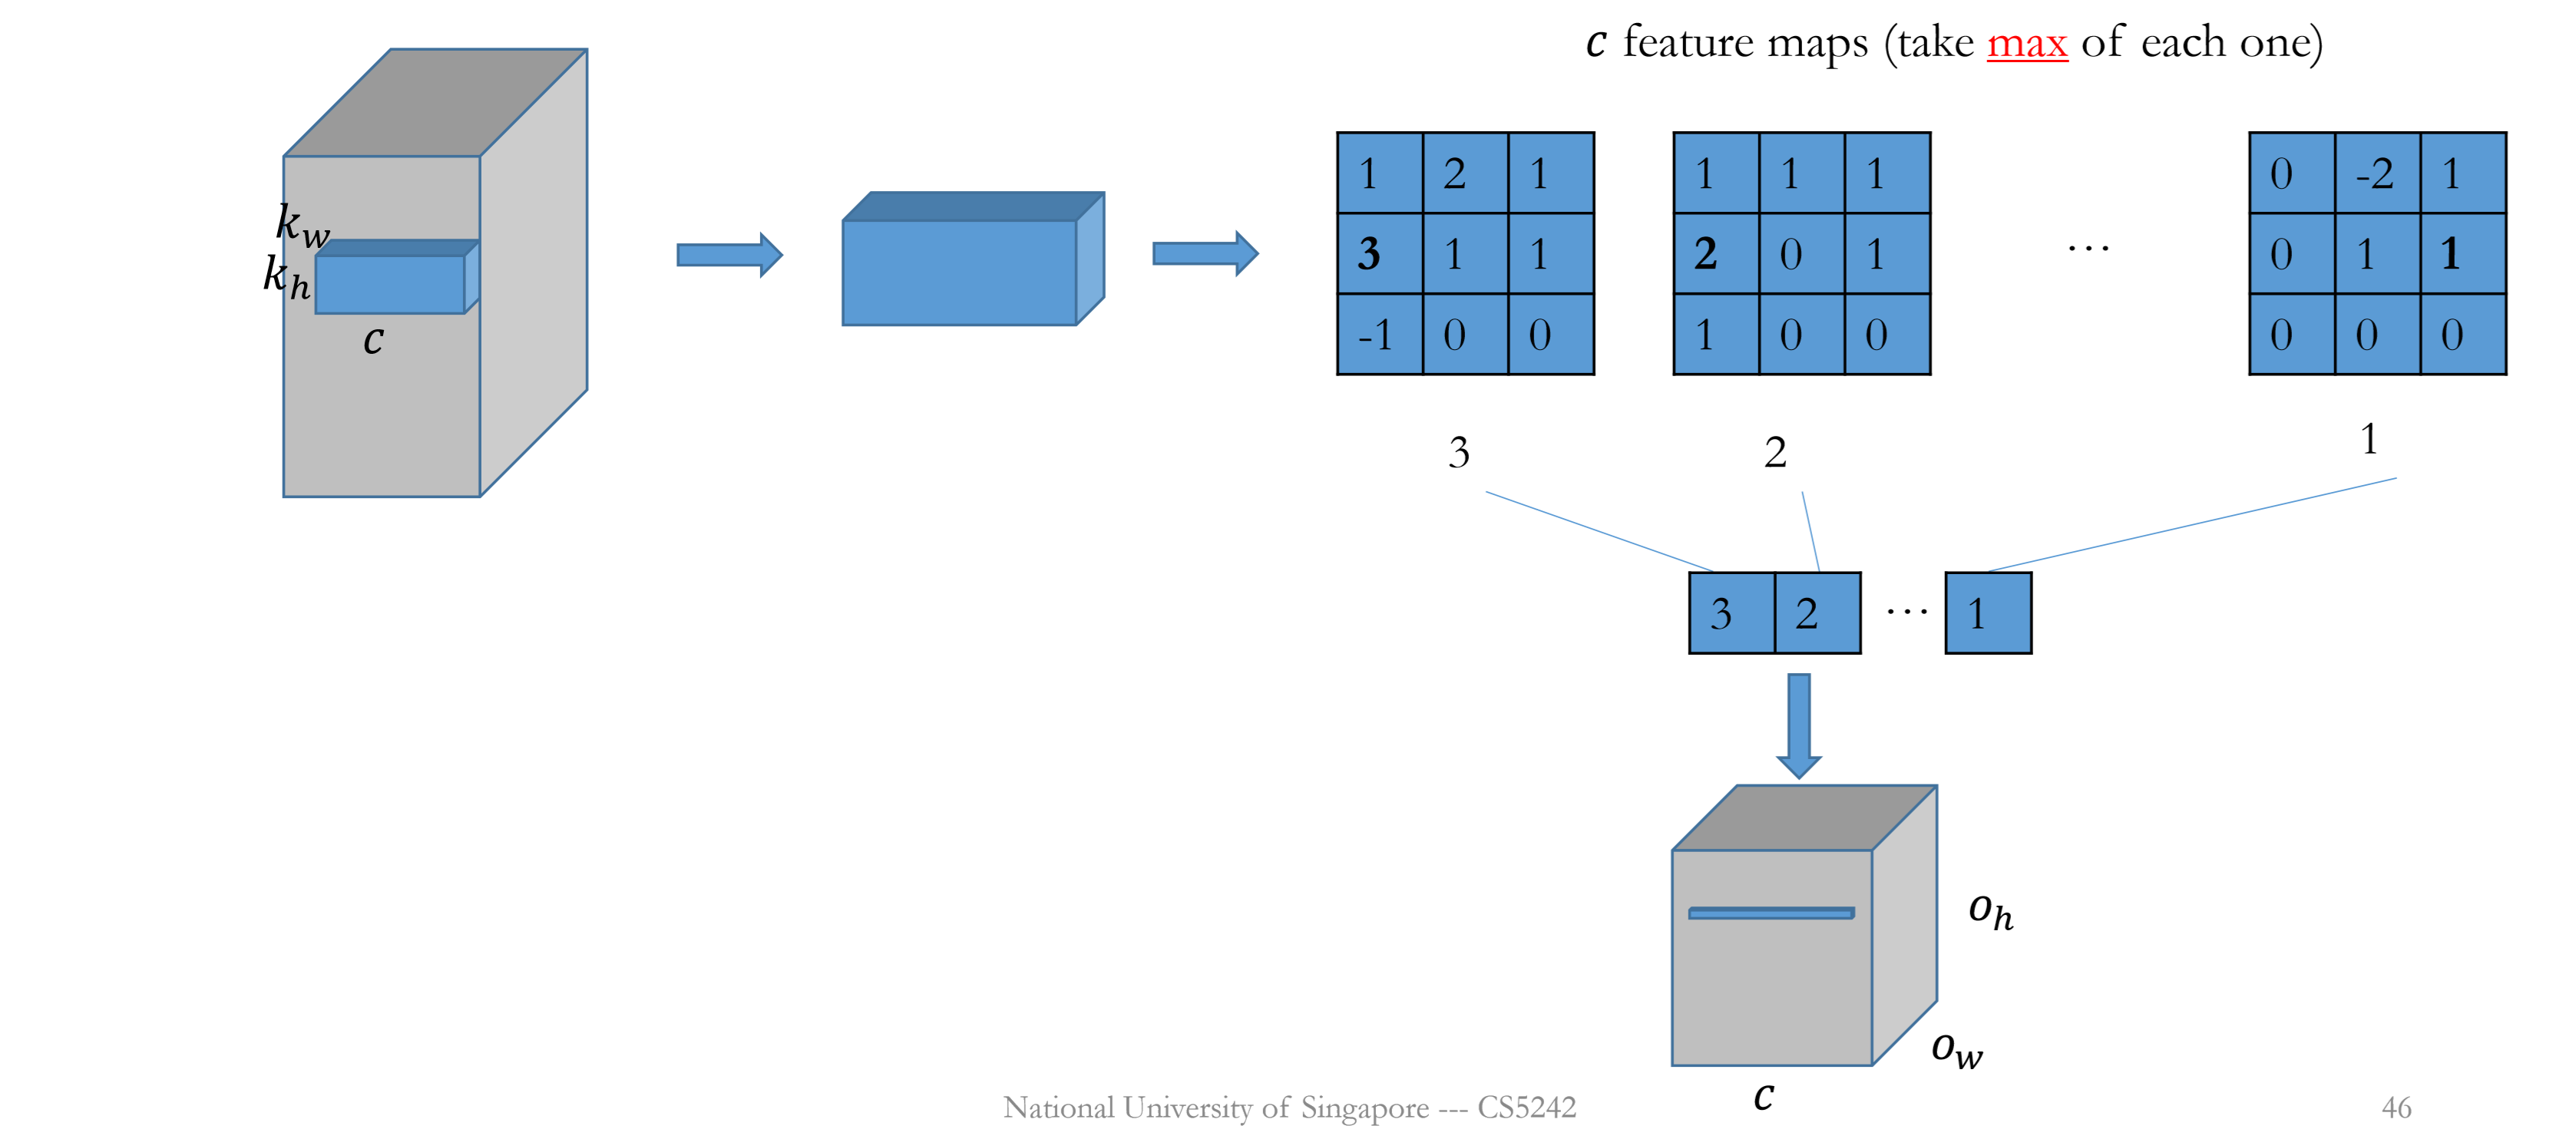 c feature maps (take max of each one)
k_w
k_h
c
1 2 1
3 1 1
-1 0 0
1 1 1
2 0 1
1 0 0
…
0 -2 1
0 1 1
0 0 0
3 2 1
3 2 … 1
o_h
o_w
c
National University of Singapore --- CS5242
46